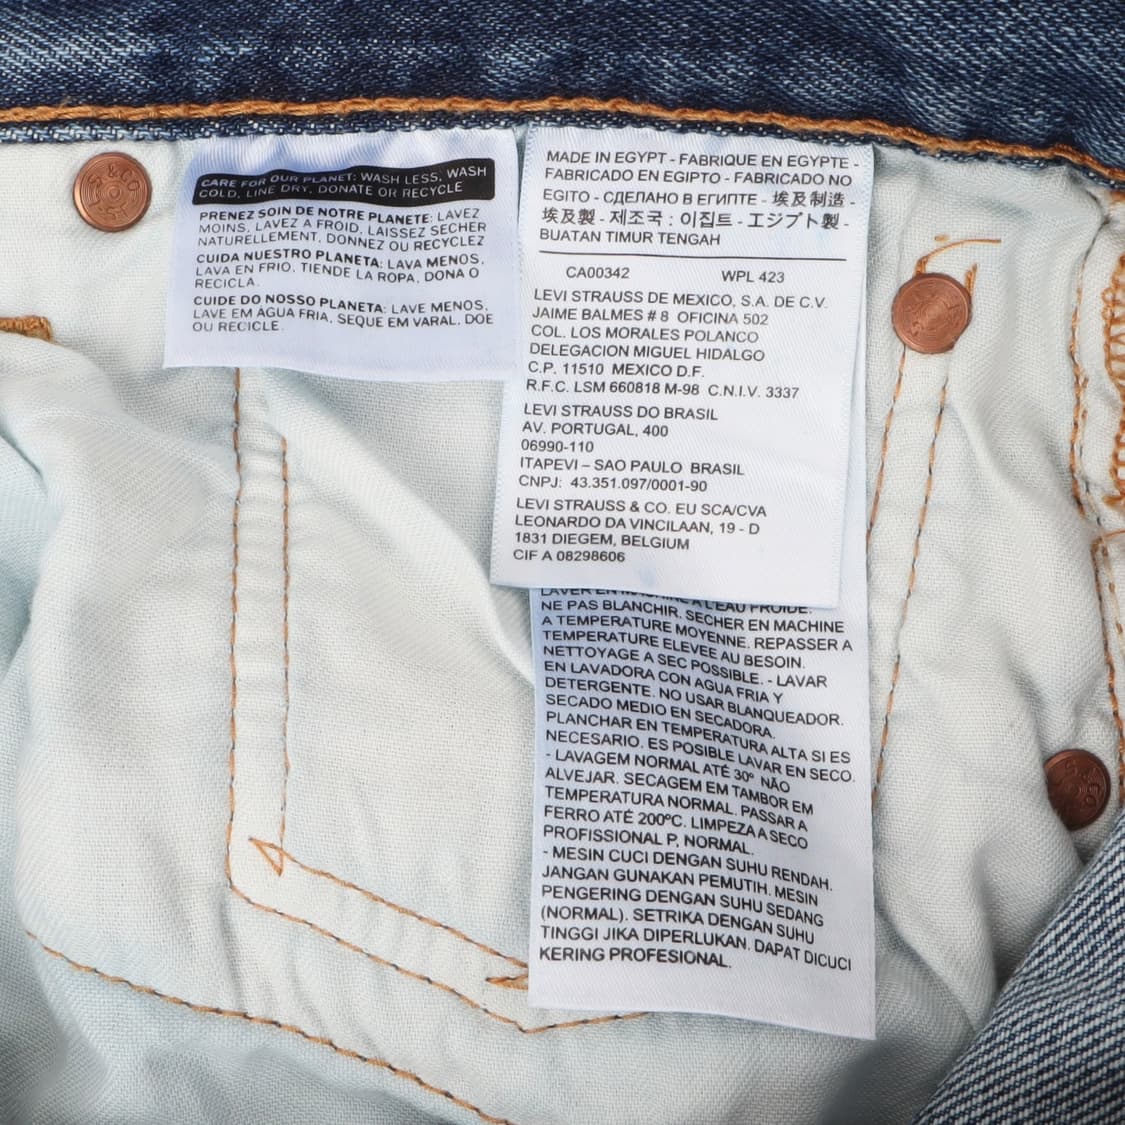 CARE FOR OUR PLANET: WASH LESS, WASH
COLD, LINE DRY, DONATE OR RECYCLE
PRENEZ SOIN DE NOTRE PLANETE: LAVEZ
MOINS, LAVEZ A FROID, LAISSEZ SECHER
NATURELLEMENT, DONNEZ OU RECYCLEZ
CUIDA NUESTRO PLANETA: LAVA MENOS,
LAVA EN FRIO, TIENDE LA ROPA, DONA O
RECICLA.
CUIDE DO NOSSO PLANETA: LAVE MENOS,
LAVE EM ÁGUA FRIA, SEQUE EM VARAL, DOE
OU RECICLE.
MADE IN EGYPT - FABRIQUE EN EGYPTE -
FABRICADO EN EGIPTO - FABRICADO NO
EGITO - СДЕЛАНО В ЕГИПТЕ - 埃及制造 -
埃及製 - 제조국 : 이집트 - エジプト製 -
BUATAN TIMUR TENGAH
CA00342 WPL 423
LEVI STRAUSS DE MEXICO, S.A. DE C.V.
JAIME BALMES # 8 OFICINA 502
COL. LOS MORALES POLANCO
DELEGACION MIGUEL HIDALGO
C.P. 11510 MEXICO D.F.
R.F.C. LSM 660818 M-98 C.N.I.V. 3337
LEVI STRAUSS DO BRASIL
AV. PORTUGAL, 400
06990-110
ITAPEVI – SAO PAULO BRASIL
CNPJ: 43.351.097/0001-90
LEVI STRAUSS & CO. EU SCA/CVA
LEONARDO DA VINCILAAN, 19 - D
1831 DIEGEM, BELGIUM
CIF A 08298606
LAVER EN MACHINE A L'EAU FROIDE.
NE PAS BLANCHIR. SECHER EN MACHINE
A TEMPERATURE MOYENNE. REPASSER A
TEMPERATURE ELEVEE AU BESOIN.
NETTOYAGE A SEC POSSIBLE. - LAVAR
EN LAVADORA CON AGUA FRIA Y
DETERGENTE. NO USAR BLANQUEADOR.
SECADO MEDIO EN SECADORA.
PLANCHAR EN TEMPERATURA ALTA SI ES
NECESARIO. ES POSIBLE LAVAR EN SECO.
- LAVAGEM NORMAL ATÉ 30º NÃO
ALVEJAR. SECAGEM EM TAMBOR EM
TEMPERATURA NORMAL. PASSAR A
FERRO ATÉ 200ºC. LIMPEZA A SECO
PROFISSIONAL P, NORMAL.
- MESIN CUCI DENGAN SUHU RENDAH.
JANGAN GUNAKAN PEMUTIH. MESIN
PENGERING DENGAN SUHU SEDANG
(NORMAL). SETRIKA DENGAN SUHU
TINGGI JIKA DIPERLUKAN. DAPAT DICUCI
KERING PROFESIONAL.